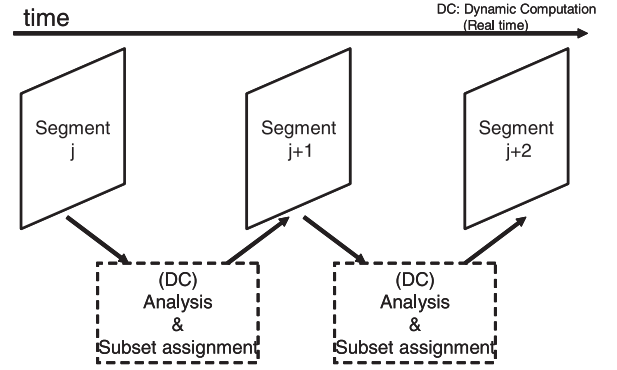 time
DC: Dynamic Computation
(Real time)
Segment
j
Segment
j+1
Segment
j+2
(DC)
Analysis
&
Subset assignment
(DC)
Analysis
&
Subset assignment